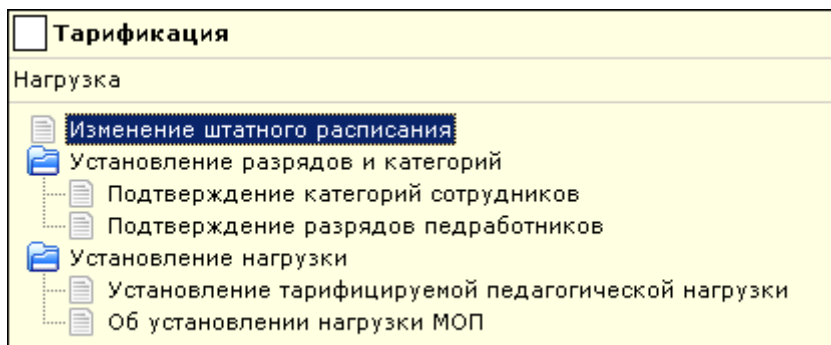 Тарификация
Нагрузка
Изменение штатного расписания
Установление разрядов и категорий
Подтверждение категорий сотрудников
Подтверждение разрядов педработников
Установление нагрузки
Установление тарифицируемой педагогической нагрузки
Об установлении нагрузки МОП